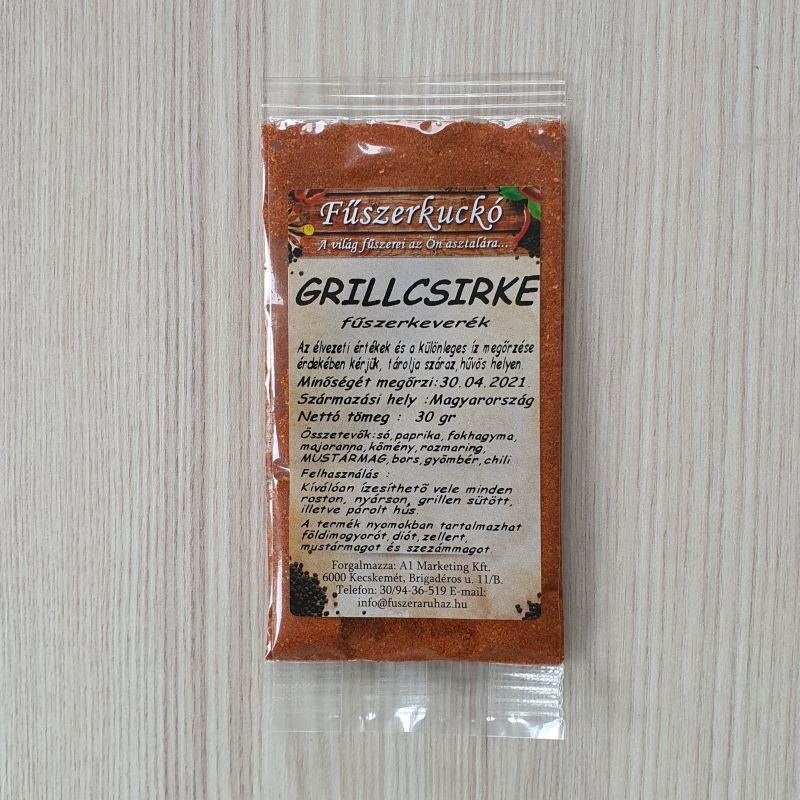 Fűszerkuckó
A világ fűszerei az Ön asztalára...
GRILLCSIRKE
fűszerkeverék
Az élvezeti értékek és a különleges íz megőrzése
érdekében kérjük, tárolja száraz,hűvös helyen.
Minőségét megőrzi:30.04.2021.
Származási hely :Magyarország
Nettó tömeg : 30 gr
Összetevők:só,paprika,fokhagyma,
majoranna,kömény,rozmaring,
MUSTÁRMAG,bors,gyömbér,chili
Felhasználás :
Kiválóan ízesíthető vele minden
roston, nyárson, grillen sütött,
illetve párolt hús.
A termék nyomokban tartalmazhat
földimogyorót,diót,zellert,
mustármagot és szezámmagot.
Forgalmazza: A1 Marketing Kft.
6000 Kecskemét, Brigadéros u. 11/B.
Telefon: 30/94-36-519 E-mail:
info@fuszeraruhaz.hu